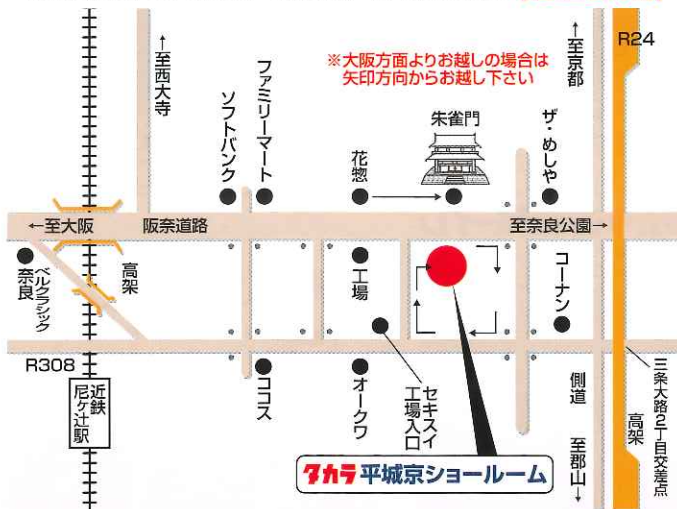 R24
←至西大寺
ファミリーマート
ソフトバンク
※大阪方面よりお越しの場合は
矢印方向からお越し下さい
←至京都
朱雀門
花惣
ザ・めしや
←至大阪
阪奈道路
至奈良公園→
ベルクラシック
奈良
高架
工場
コーナン
R308
近鉄
尼ヶ辻駅
ココス
オークワ
セキスイ
工場入口
側道
至郡山→
三条大路2丁目交差点
高架
タカラ 平城京ショールーム